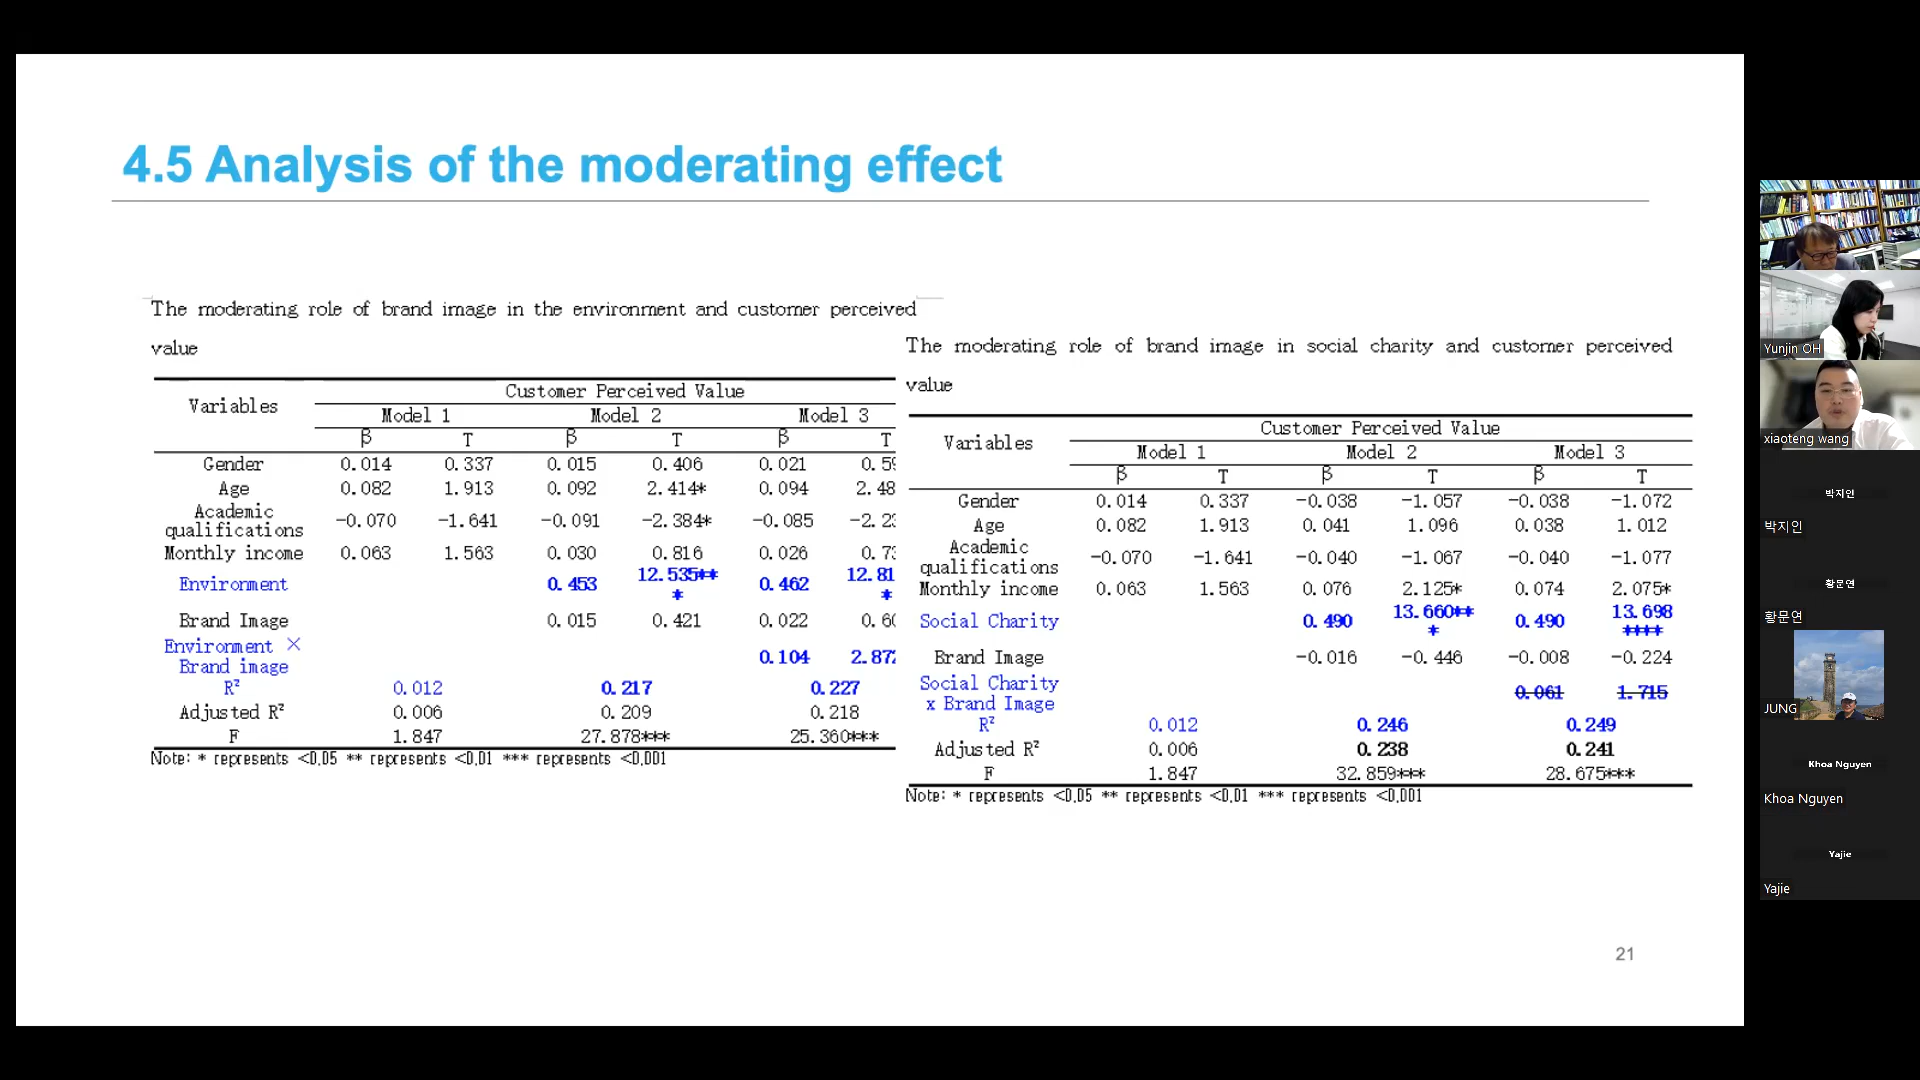 4.5 Analysis of the moderating effect
The moderating role of brand image in the environment and customer perceived
value
Variables
Customer Perceived Value
Model 1 Model 2 Model 3
β T β T β T
Gender 0.014 0.337 0.015 0.406 0.021
Age 0.082 1.913 0.092 2.414* 0.094 2.48
Academic
qualifications -0.070 -1.641 -0.091 -2.384* -0.085
Monthly income 0.063 1.563 0.030 0.816 0.026
Environment 0.453 12.535*** 0.462 12.81 *
Brand Image 0.015 0.421 0.022
Environment ×
Brand image 0.104 2.87
R² 0.012 0.217 0.227
Adjusted R² 0.006 0.209 0.218
F 1.847 27.878*** 25.360***
Note: * represents <0.05 ** represents <0.01 *** represents <0.001
The moderating role of brand image in social charity and customer perceived
value
Variables
Customer Perceived Value
Model 1 Model 2 Model 3
β T β T β T
Gender 0.014 0.337 -0.038 -1.057 -0.038 -1.072
Age 0.082 1.913 0.041 1.096 0.038 1.012
Academic
qualifications -0.070 -1.641 -0.040 -1.067 -0.040 -1.077
Monthly income 0.063 1.563 0.076 2.125* 0.074 2.075*
Social Charity 0.490 13.660*** 0.490 13.698 ****
Brand Image -0.016 -0.446 -0.008 -0.224
Social Charity
x Brand Image 0.061 1.715
R² 0.012 0.246 0.249
Adjusted R² 0.006 0.238 0.241
F 1.847 32.859*** 28.675***
Note: * represents <0.05 ** represents <0.01 *** represents <0.001
21
Yunjin OH
xiaoteng wang
박지인
박지인
황문연
황문연
JUNG
Khoa Nguyen
Khoa Nguyen
Yajie
Yajie